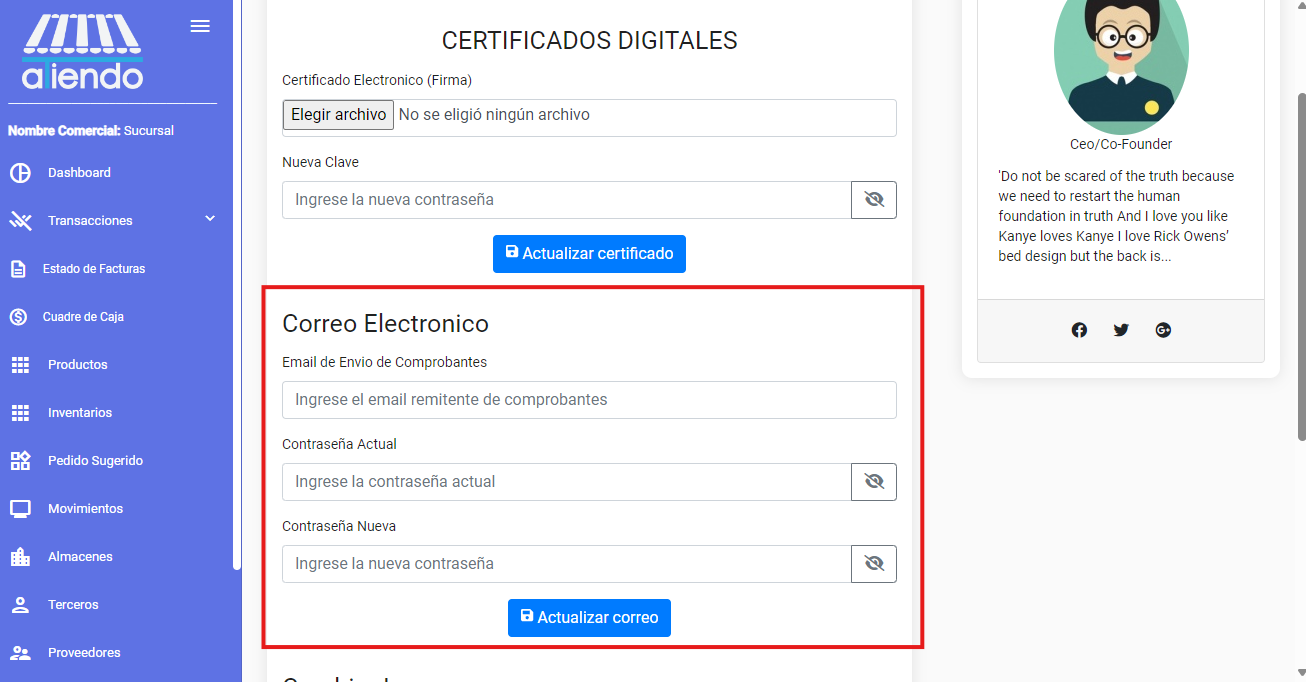 aTiendo
Nombre Comercial: Sucursal
Dashboard
Transacciones
Estado de Facturas
Cuadre de Caja
Productos
Inventarios
Pedido Sugerido
Movimientos
Almacenes
Terceros
Proveedores
CERTIFICADOS DIGITALES
Certificado Electronico (Firma)
Elegir archivo No se eligió ningún archivo
Nueva Clave
Ingrese la nueva contraseña
Actualizar certificado
Correo Electronico
Email de Envio de Comprobantes
Ingrese el email remitente de comprobantes
Contraseña Actual
Ingrese la contraseña actual
Contraseña Nueva
Ingrese la nueva contraseña
Actualizar correo
Ceo/Co-Founder
'Do not be scared of the truth because
we need to restart the human
foundation in truth And I love you like
Kanye loves Kanye I love Rick Owens’
bed design but the back is...